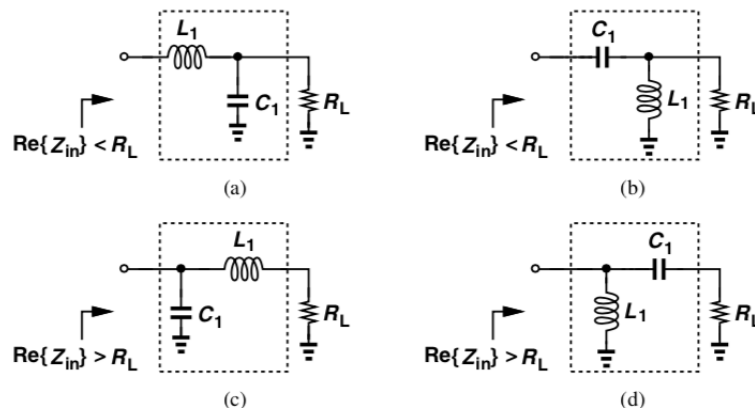 L1
C1
RL
Re{Zin} < RL
(a)
C1
L1
RL
Re{Zin} < RL
(b)
L1
C1
RL
Re{Zin} > RL
(c)
C1
L1
RL
Re{Zin} > RL
(d)